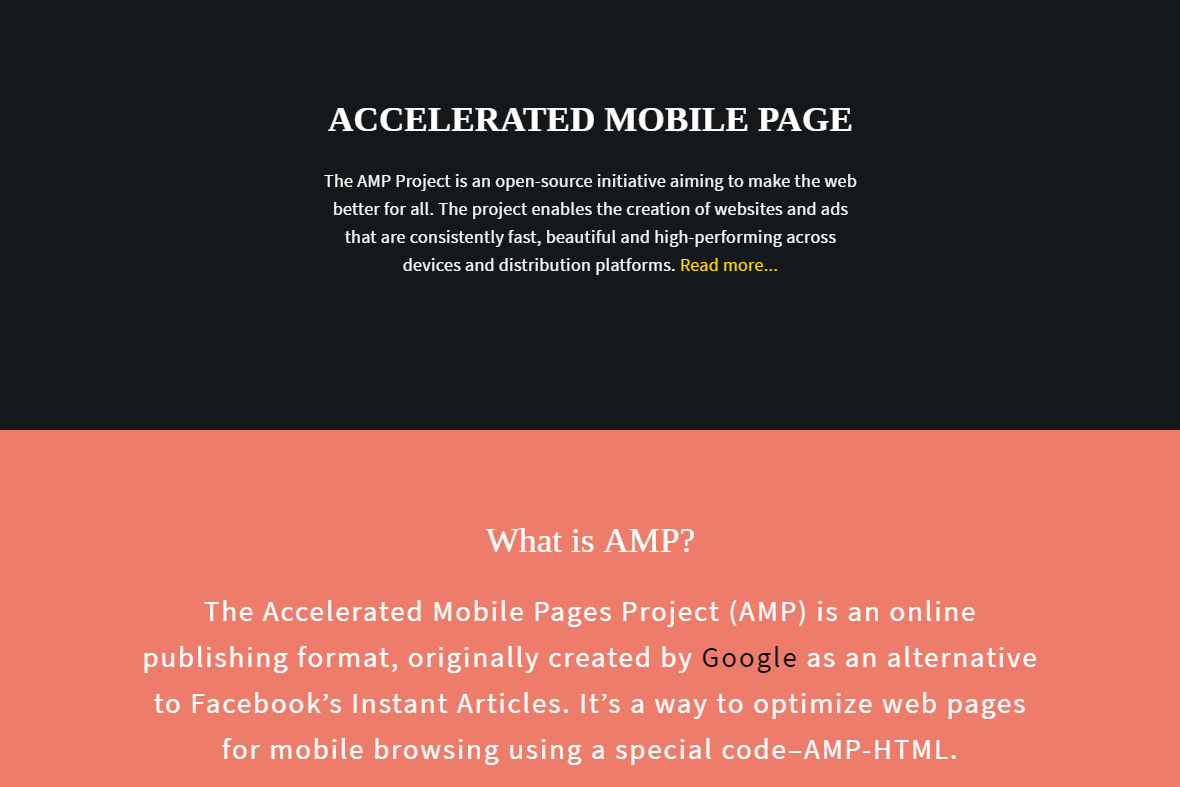 ACCELERATED MOBILE PAGE
The AMP Project is an open-source initiative aiming to make the web
better for all. The project enables the creation of websites and ads
that are consistently fast, beautiful and high-performing across
devices and distribution platforms. Read more...
What is AMP?
The Accelerated Mobile Pages Project (AMP) is an online
publishing format, originally created by Google as an alternative
to Facebook’s Instant Articles. It’s a way to optimize web pages
for mobile browsing using a special code–AMP-HTML.